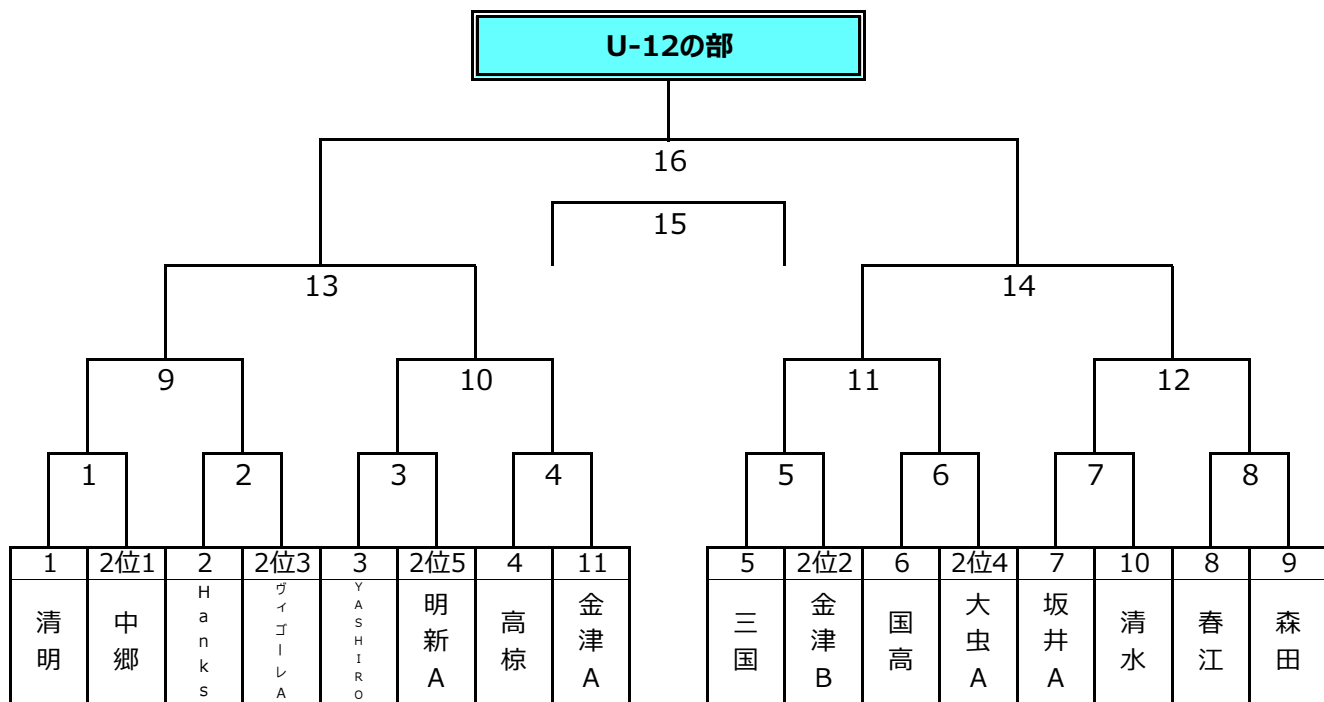 U-12の部
16
15
13 14
9 10 11 12
1 2 3 4 5 6 7 8
1 2位1 2 2位3 3 2位5 4 11 5 2位2 6 2位4 7 10 8 9
清明 中郷 Hanks ヴィゴーレA YASHIRO 明新A 高椋 金津A 三国 金津B 国高 大虫A 坂井A 清水 春江 森田